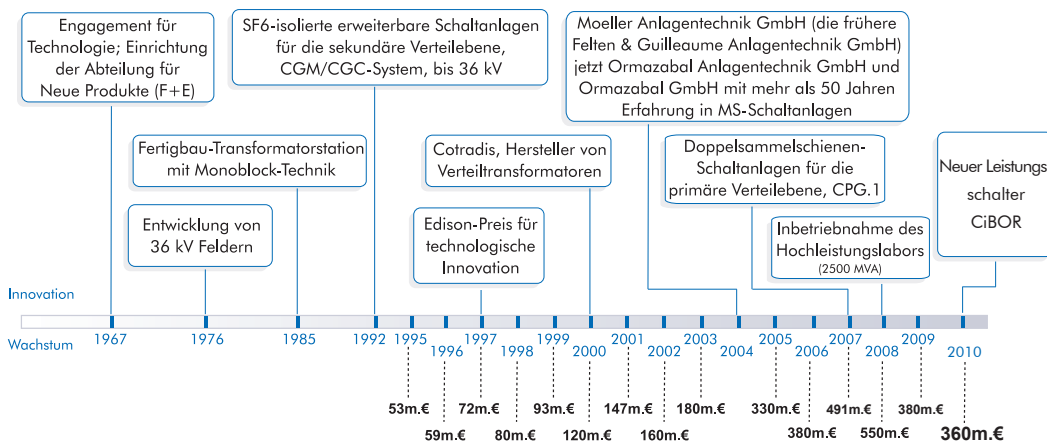 Engagement für
Technologie; Einrichtung
der Abteilung für
Neue Produkte (F+E)
SF6-isolierte erweiterbare Schaltanlagen
für die sekundäre Verteilebene,
CGM/CGC-System, bis 36 kV
Moeller Anlagentechnik GmbH (die frühere
Felten & Guilleaume Anlagentechnik GmbH)
jetzt Ormazabal Anlagentechnik GmbH und
Ormazabal GmbH mit mehr als 50 Jahren
Erfahrung in MS-Schaltanlagen
Fertigbau-Transformatorstation
mit Monoblock-Technik
Cotradis, Hersteller von
Verteiltransformatoren
Doppelsammelschienen-
Schaltanlagen für die
primäre Verteilebene, CPG.1
Neuer Leistungs
schalter
CiBOR
Entwicklung von
36 kV Feldern
Edison-Preis für
technologische
Innovation
Inbetriebnahme des
Hochleistungslabors
(2500 MVA)
Innovation
Wachstum
1967 1976 1985 1992 1995 1997 1999 2001 2003 2005 2007 2009
1996 1998 2000 2002 2004 2006 2008 2010
53m.€ 72m.€ 93m.€ 147m.€ 180m.€ 330m.€ 491m.€ 380m.€
59m.€ 80m.€ 120m.€ 160m.€ 380m.€ 550m.€ 360m.€